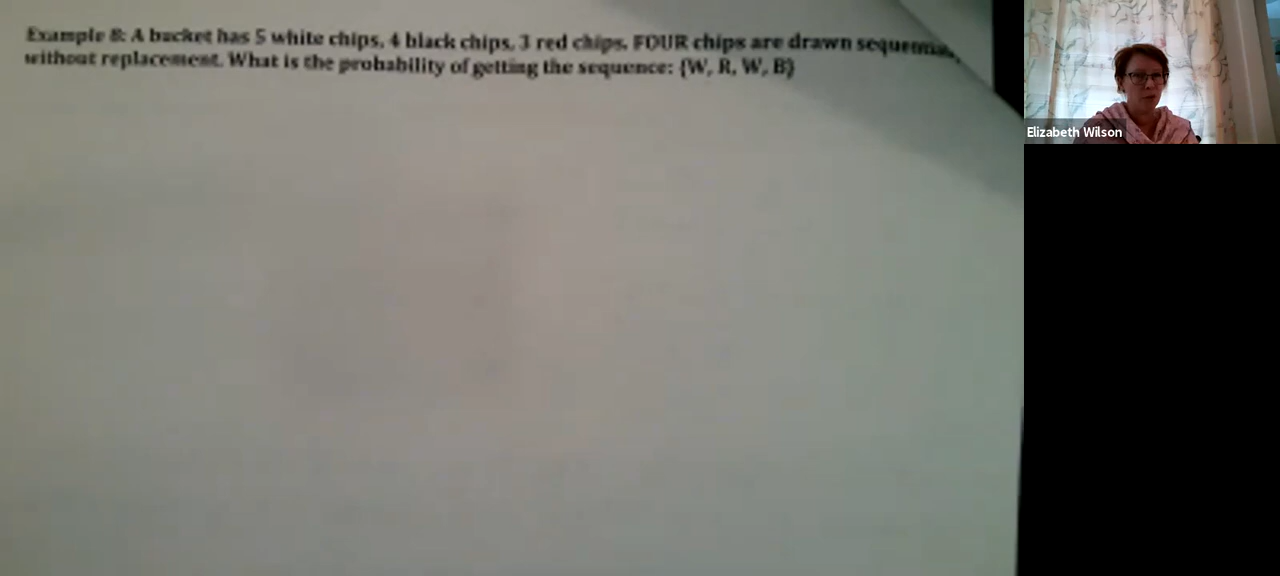 Example 8: A bucket has 5 white chips, 4 black chips, 3 red chips. FOUR chips are drawn
without replacement. What is the probability of getting the sequence: {W, R, W, B}
Elizabeth Wilson